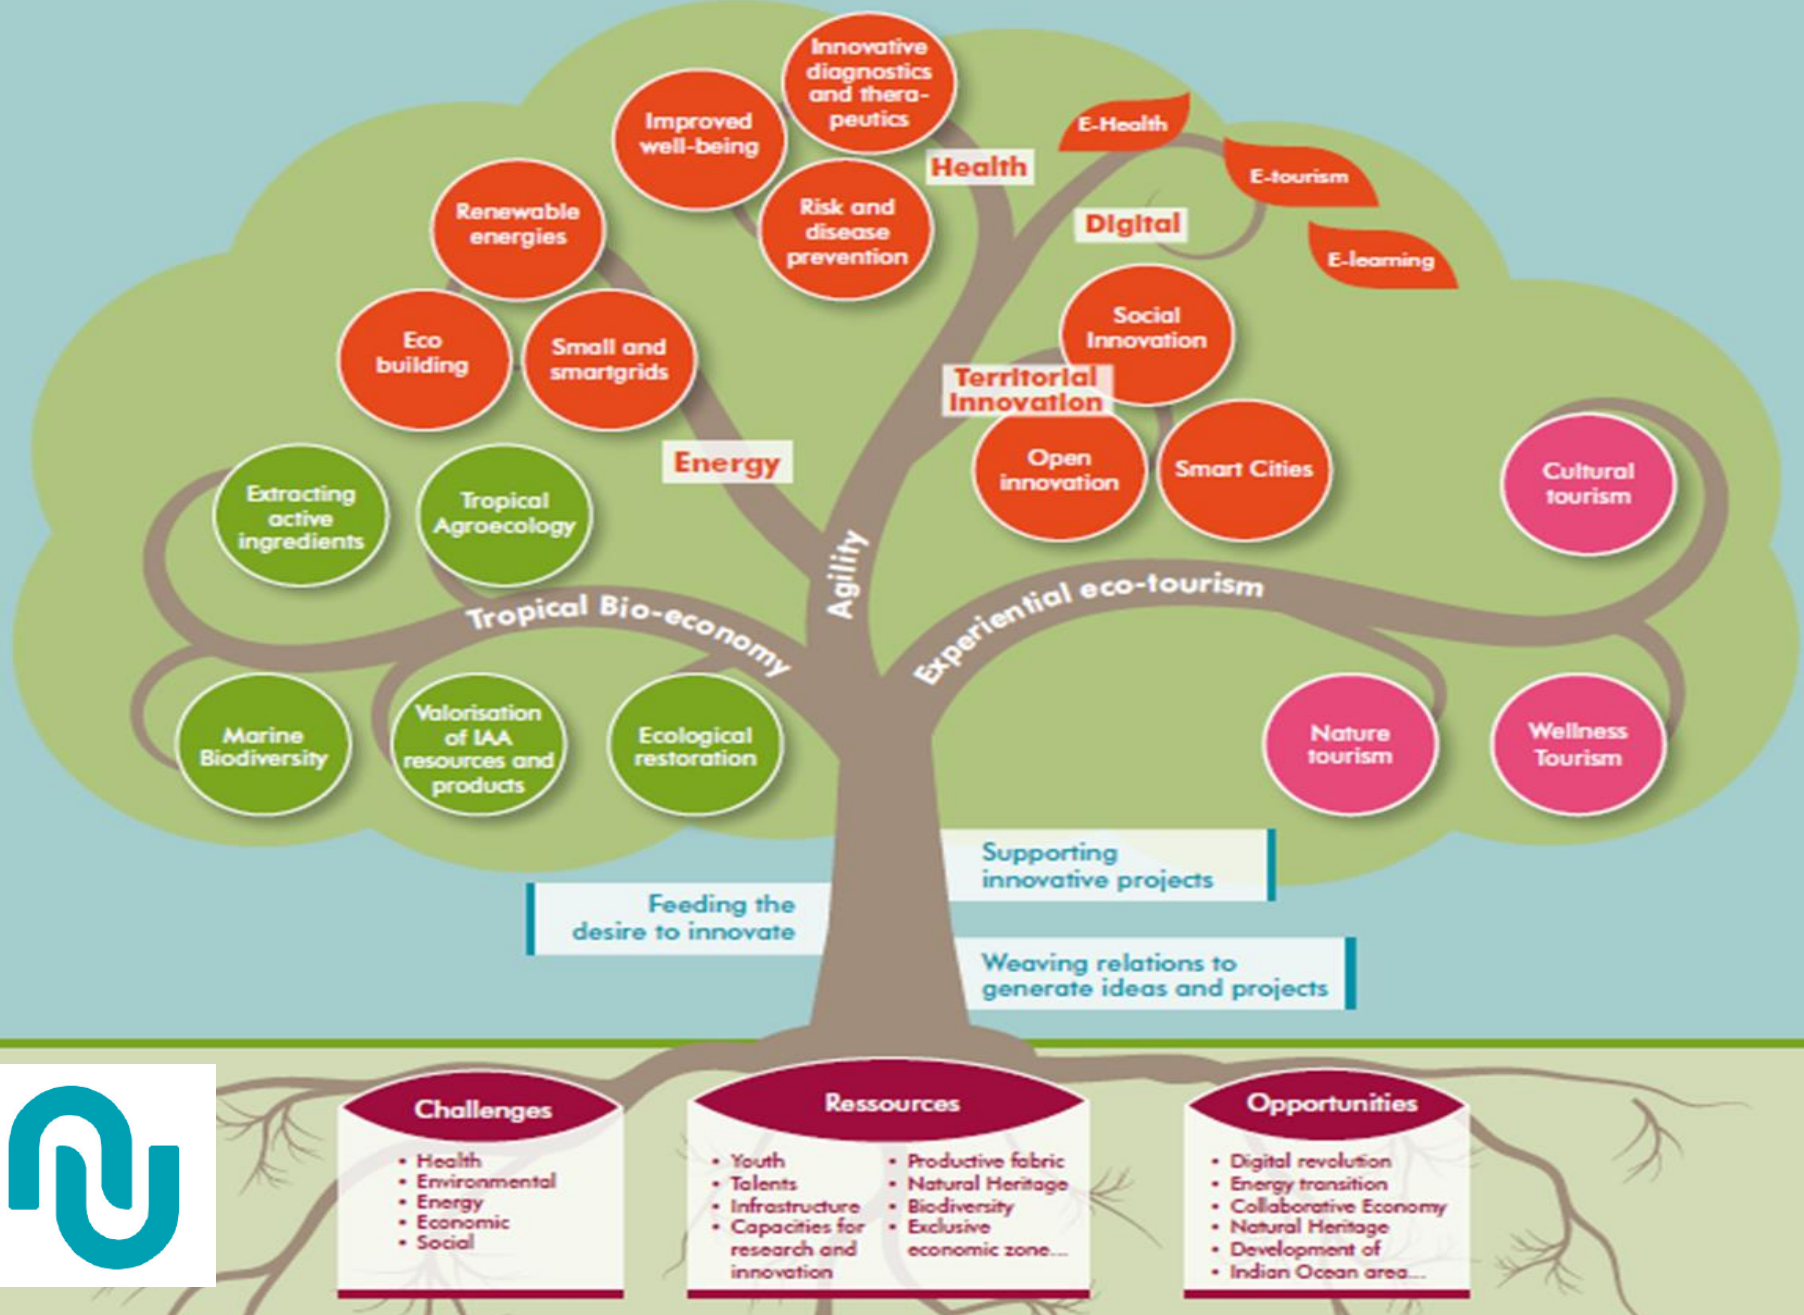 Innovative
diagnostics
and thera-
peutics
Improved
well-being
Risk and
disease
prevention
Health
E-Health
E-tourism
E-learning
Digital
Renewable
energies
Eco
building
Small and
smartgrids
Energy
Social
Innovation
Territorial
Innovation
Open
innovation
Smart Cities
Cultural
tourism
Extracting
active
ingredients
Tropical
Agroecology
Agility
Tropical Bio-economy
Experiential eco-tourism
Marine
Biodiversity
Valorisation
of IAA
resources and
products
Ecological
restoration
Nature
tourism
Wellness
Tourism
Supporting
innovative projects
Feeding the
desire to innovate
Weaving relations to
generate ideas and projects
Challenges
• Health
• Environmental
• Energy
• Economic
• Social
Ressources
• Youth
• Talents
• Infrastructure
• Capacities for
research and
innovation
• Productive fabric
• Natural Heritage
• Biodiversity
• Exclusive
economic zone...
Opportunities
• Digital revolution
• Energy transition
• Collaborative Economy
• Natural Heritage
• Development of
• Indian Ocean area...